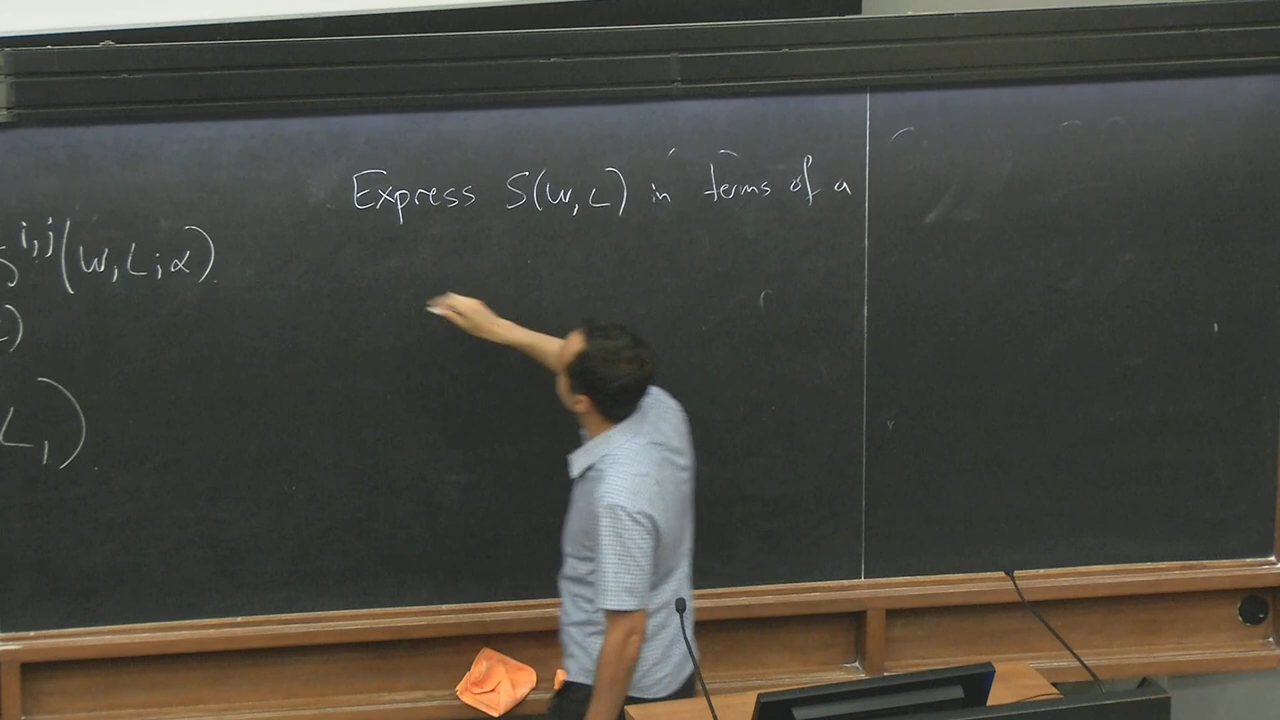 Express S(W,L) in terms of a
i,j(W,L;α).
)
L,).